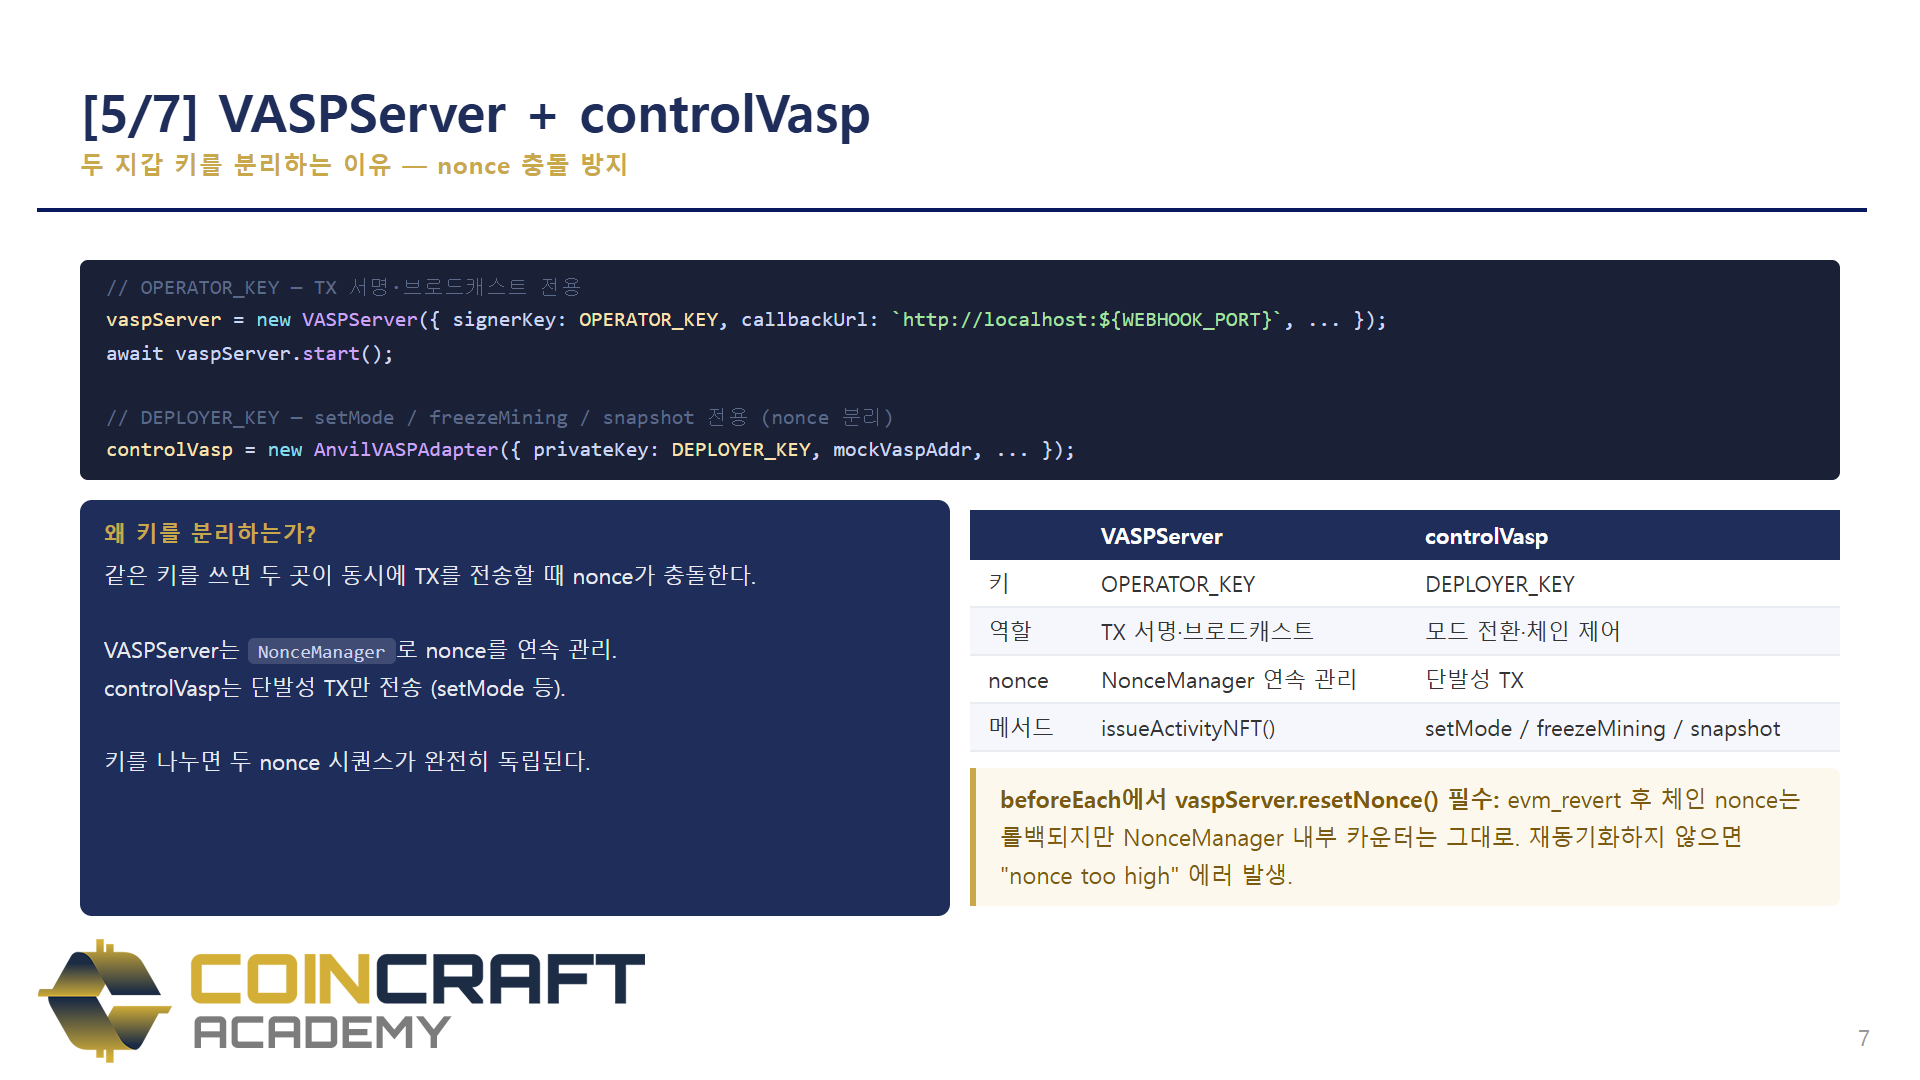 [5/7] VASPServer + controlVasp
두 지갑 키를 분리하는 이유 — nonce 충돌 방지
// OPERATOR_KEY — TX 서명·브로드캐스트 전용
vaspServer = new VASPServer({ signerKey: OPERATOR_KEY, callbackUrl: `http://localhost:${WEBHOOK_PORT}`, ... });
await vaspServer.start();
// DEPLOYER_KEY — setMode / freezeMining / snapshot 전용 (nonce 분리)
controlVasp = new AnvilVASPAdapter({ privateKey: DEPLOYER_KEY, mockVaspAddr, ... });
왜 키를 분리하는가?
같은 키를 쓰면 두 곳이 동시에 TX를 전송할 때 nonce가 충돌한다.
VASPServer는 NonceManager로 nonce를 연속 관리.
controlVasp는 단발성 TX만 전송 (setMode 등).
키를 나누면 두 nonce 시퀀스가 완전히 독립된다.
VASPServer controlVasp
키 OPERATOR_KEY DEPLOYER_KEY
역할 TX 서명·브로드캐스트 모드 전환·체인 제어
nonce NonceManager 연속 관리 단발성 TX
메서드 issueActivityNFT() setMode / freezeMining / snapshot
beforeEach에서 vaspServer.resetNonce() 필수: evm_revert 후 체인 nonce는
롤백되지만 NonceManager 내부 카운터는 그대로. 재동기화하지 않으면
"nonce too high" 에러 발생.
COINCRAFT
ACADEMY
7